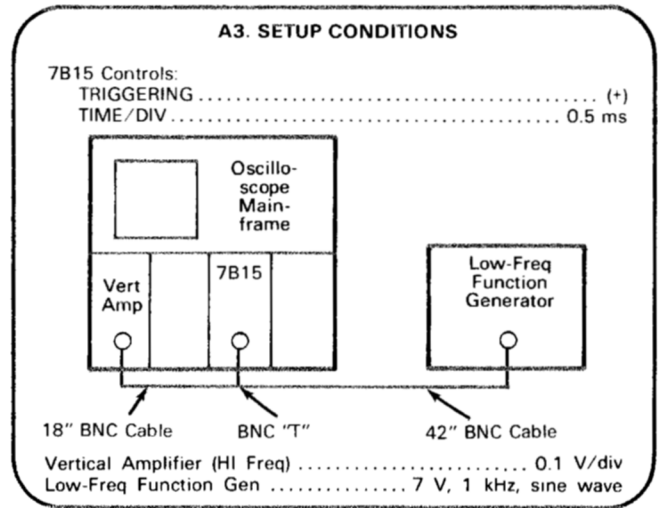 A3. SETUP CONDITIONS
7B15 Controls:
TRIGGERING .................................................. (+)
TIME/DIV .................................................. 0.5 ms
Oscillo-
scope
Main-
frame
Vert
Amp
7B15
Low-Freq
Function
Generator
18" BNC Cable
BNC "T"
42" BNC Cable
Vertical Amplifier (HI Freq) .......................... 0.1 V/div
Low-Freq Function Gen ............... 7 V, 1 kHz, sine wave